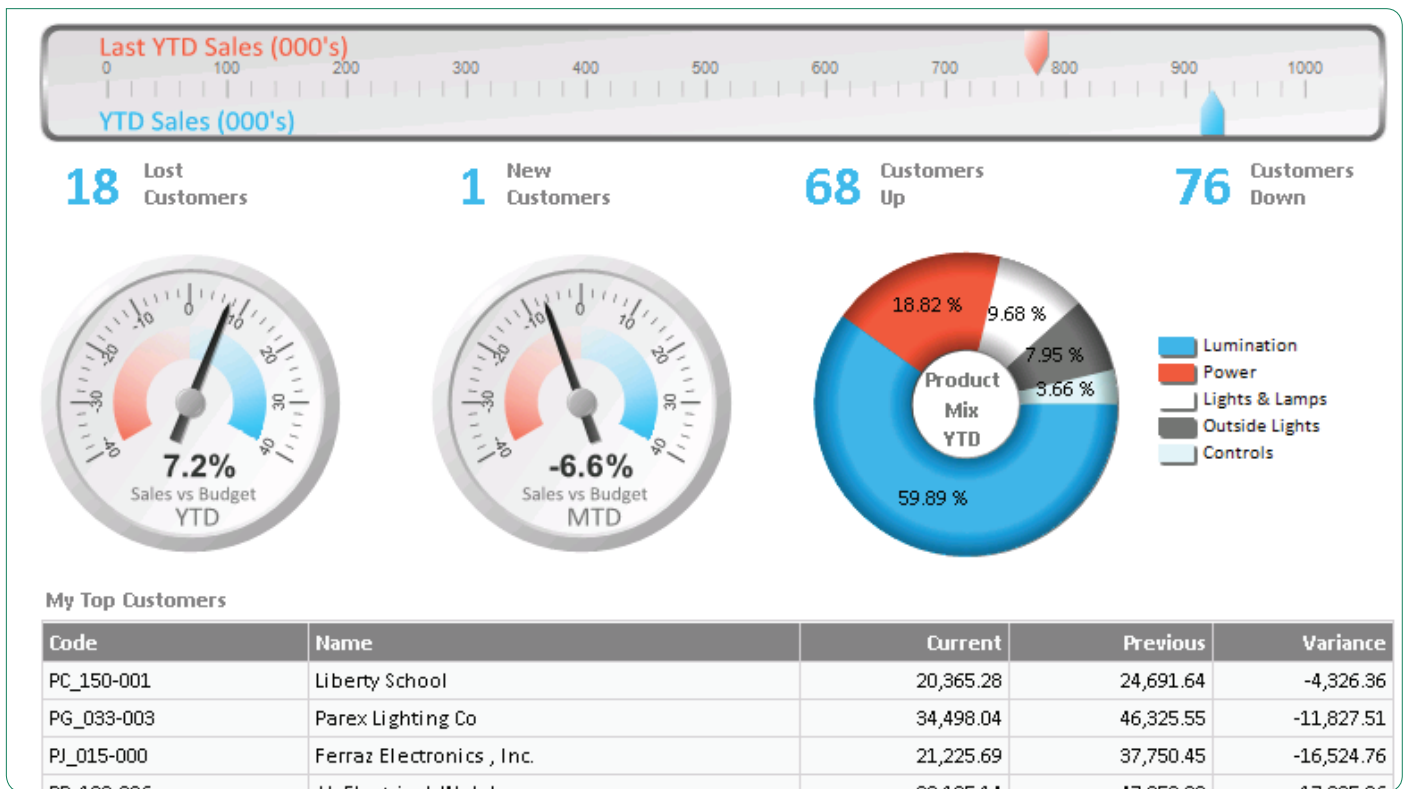 Last YTD Sales (000's)
0 100 200 300 400 500 600 700 800 900 1000
YTD Sales (000's)
18 Lost Customers
1 New Customers
68 Customers Up
76 Customers Down
-40 -30 -20 -10 0 10 20 30 40
7.2%
Sales vs Budget
YTD
-40 -30 -20 -10 0 10 20 30 40
-6.6%
Sales vs Budget
MTD
18.82 %
9.68 %
7.95 %
3.66 %
59.89 %
Product
Mix
YTD
Lumination
Power
Lights & Lamps
Outside Lights
Controls
My Top Customers
Code Name Current Previous Variance
PC_150-001 Liberty School 20,365.28 24,691.64 -4,326.36
PG_033-003 Parex Lighting Co 34,498.04 46,325.55 -11,827.51
PJ_015-000 Ferraz Electronics , Inc. 21,225.69 37,750.45 -16,524.76